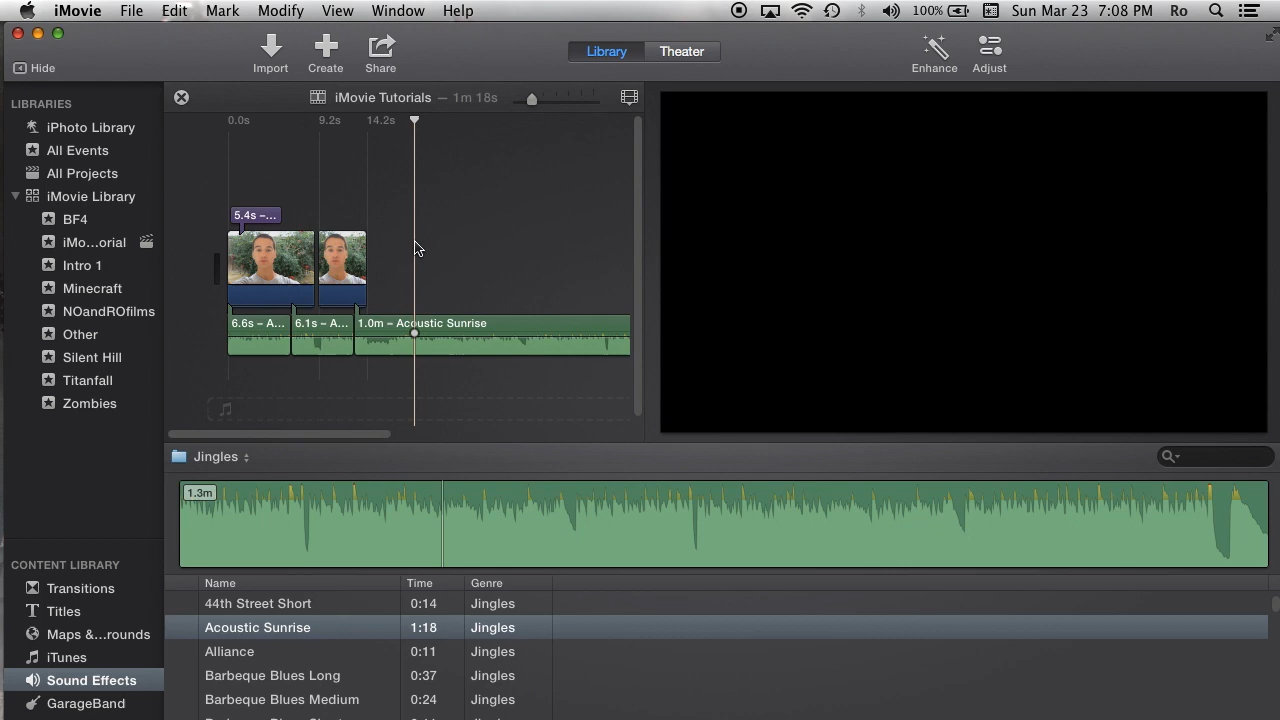 iMovie File Edit Mark Modify View Window Help 100% Sun Mar 23 7:08 PM Ro
Hide Import Create Share Library Theater Enhance Adjust
LIBRARIES
iPhoto Library
All Events
All Projects
iMovie Library
BF4
iMo...orial
Intro 1
Minecraft
NOandROfilms
Other
Silent Hill
Titanfall
Zombies
CONTENT LIBRARY
Transitions
Titles
Maps &...rounds
iTunes
Sound Effects
GarageBand
iMovie Tutorials — 1m 18s
0.0s 9.2s 14.2s
5.4s –...
6.6s – A... 6.1s – A... 1.0m – Acoustic Sunrise
Jingles
1.3m
Name Time Genre
44th Street Short 0:14 Jingles
Acoustic Sunrise 1:18 Jingles
Alliance 0:11 Jingles
Barbeque Blues Long 0:37 Jingles
Barbeque Blues Medium 0:24 Jingles